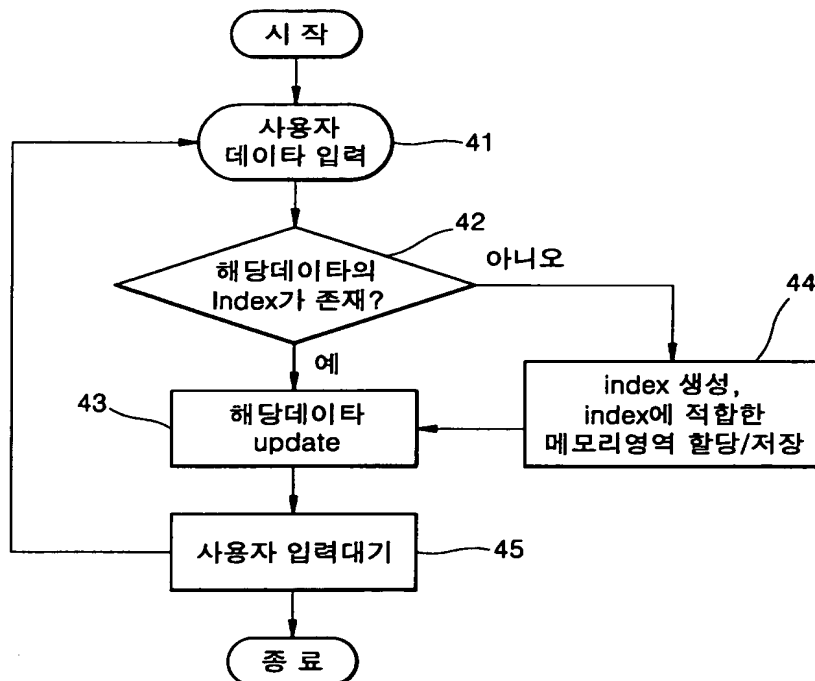 시 작
사용자
데이타 입력
41
42
해당데이타의
Index가 존재?
아니오
예
44
43
해당데이타
update
index 생성,
index에 적합한
메모리영역 할당/저장
사용자 입력대기
45
종 료